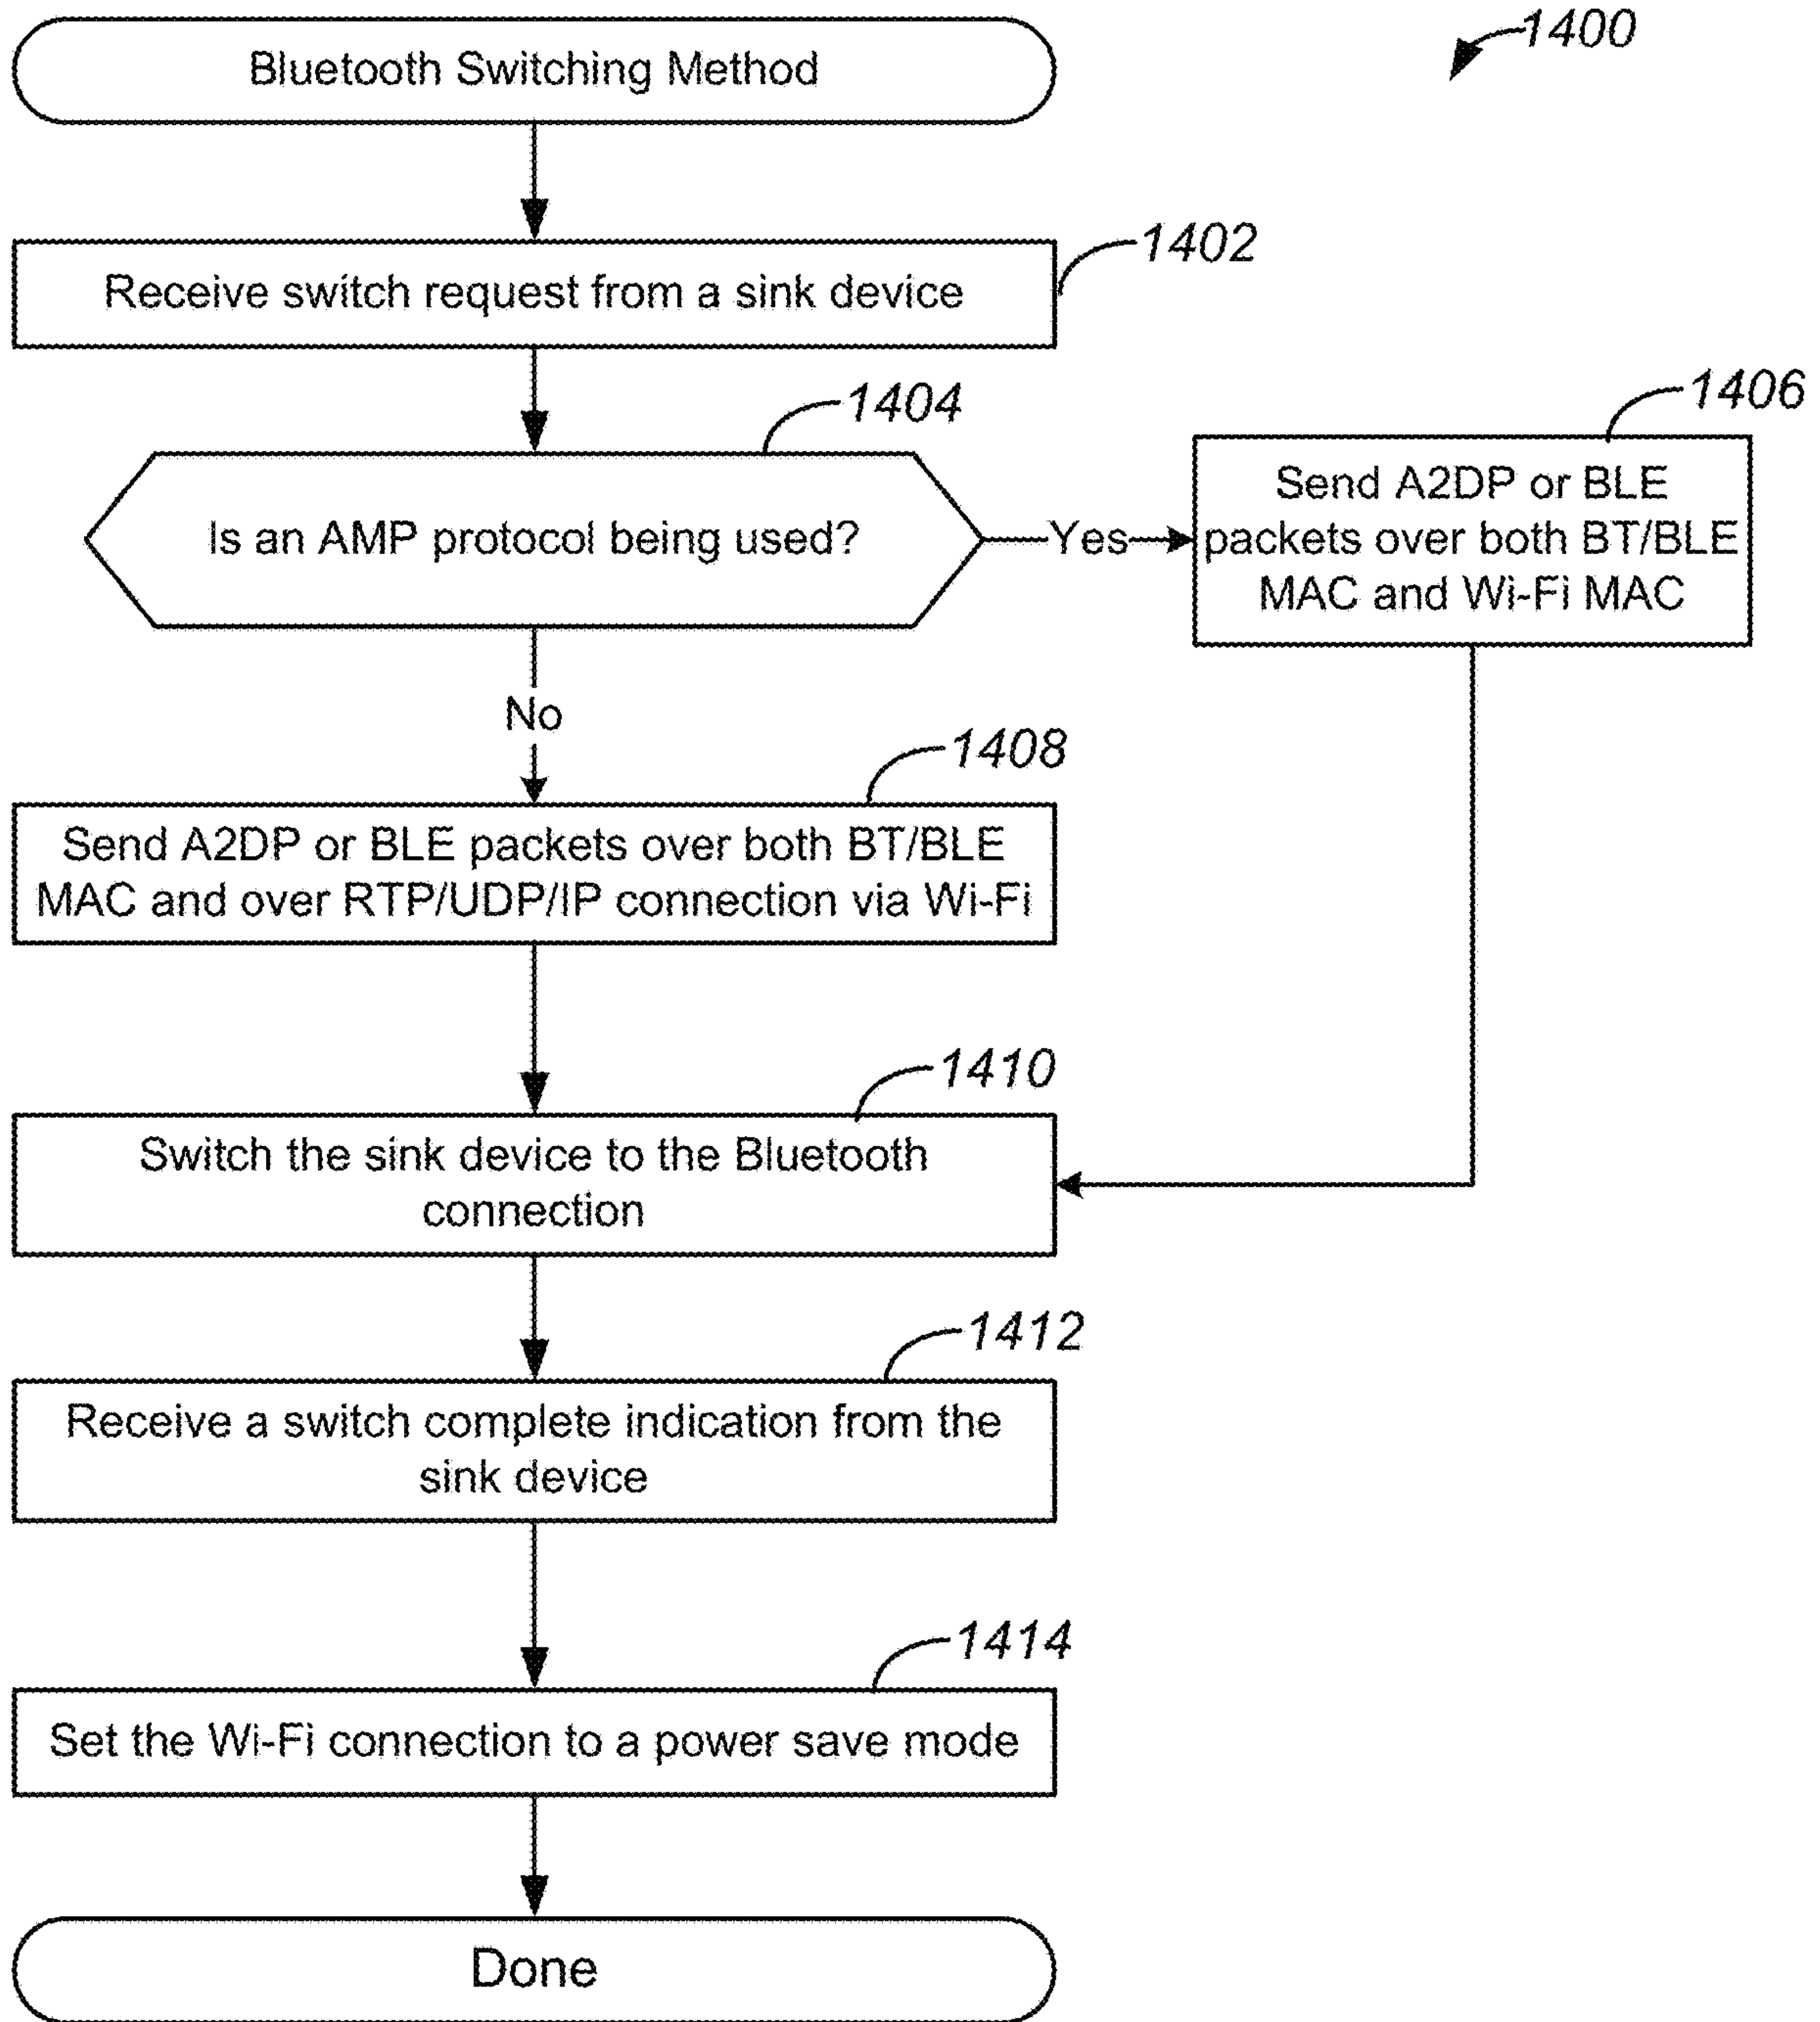 Bluetooth Switching Method
1400
1402
Receive switch request from a sink device
1404
Is an AMP protocol being used?
Yes
1406
Send A2DP or BLE
packets over both BT/BLE
MAC and Wi-Fi MAC
No
1408
Send A2DP or BLE packets over both BT/BLE
MAC and over RTP/UDP/IP connection via Wi-Fi
1410
Switch the sink device to the Bluetooth
connection
1412
Receive a switch complete indication from the
sink device
1414
Set the Wi-Fi connection to a power save mode
Done